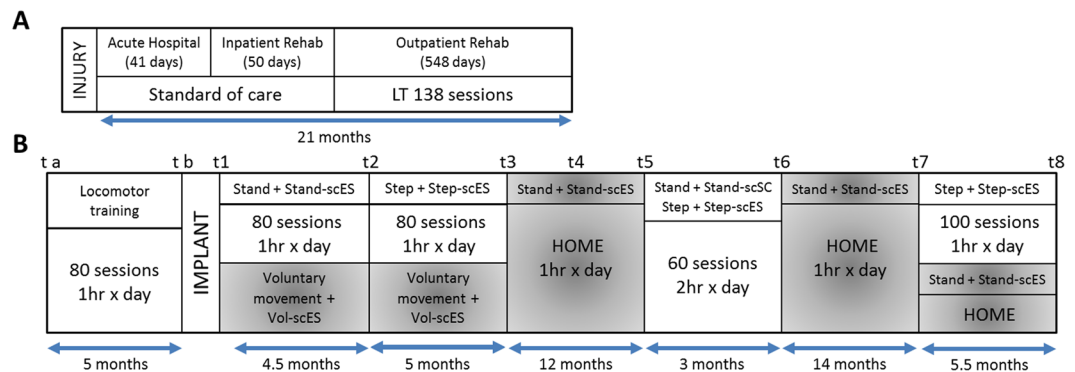 A
INJURY
Acute Hospital
(41 days)
Inpatient Rehab
(50 days)
Outpatient Rehab
(548 days)
Standard of care
LT 138 sessions
21 months
B
t a
t b
t1
t2
t3
t4
t5
t6
t7
t8
Locomotor
training
80 sessions
1hr x day
IMPLANT
Stand + Stand-scES
80 sessions
1hr x day
Voluntary
movement +
Vol-scES
Step + Step-scES
80 sessions
1hr x day
Voluntary
movement +
Vol-scES
Stand + Stand-scES
HOME
1hr x day
Stand + Stand-scSC
Step + Step-scES
60 sessions
2hr x day
Stand + Stand-scES
HOME
1hr x day
Step + Step-scES
100 sessions
1hr x day
Stand + Stand-scES
HOME
5 months
4.5 months
5 months
12 months
3 months
14 months
5.5 months